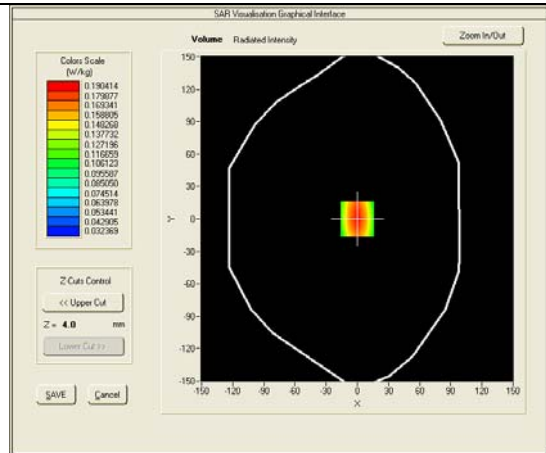 SAR Visualisation Graphical Interface
Volume Radiated Intensity
Zoom In/Out
Colors Scale
(W/kg)
0.190414
0.179877
0.169341
0.158805
0.148268
0.137732
0.127196
0.116659
0.106123
0.095587
0.085050
0.074514
0.063978
0.053441
0.042905
0.032369
Z Cuts Control
<< Upper Cut
Z = 4.0 mm
Lower Cut >>
SAVE
Cancel
150
120
90
60
30
0
-30
-60
-90
-120
-150
Y
-150 -120 -90 -60 -30 0 30 60 90 120 150
X